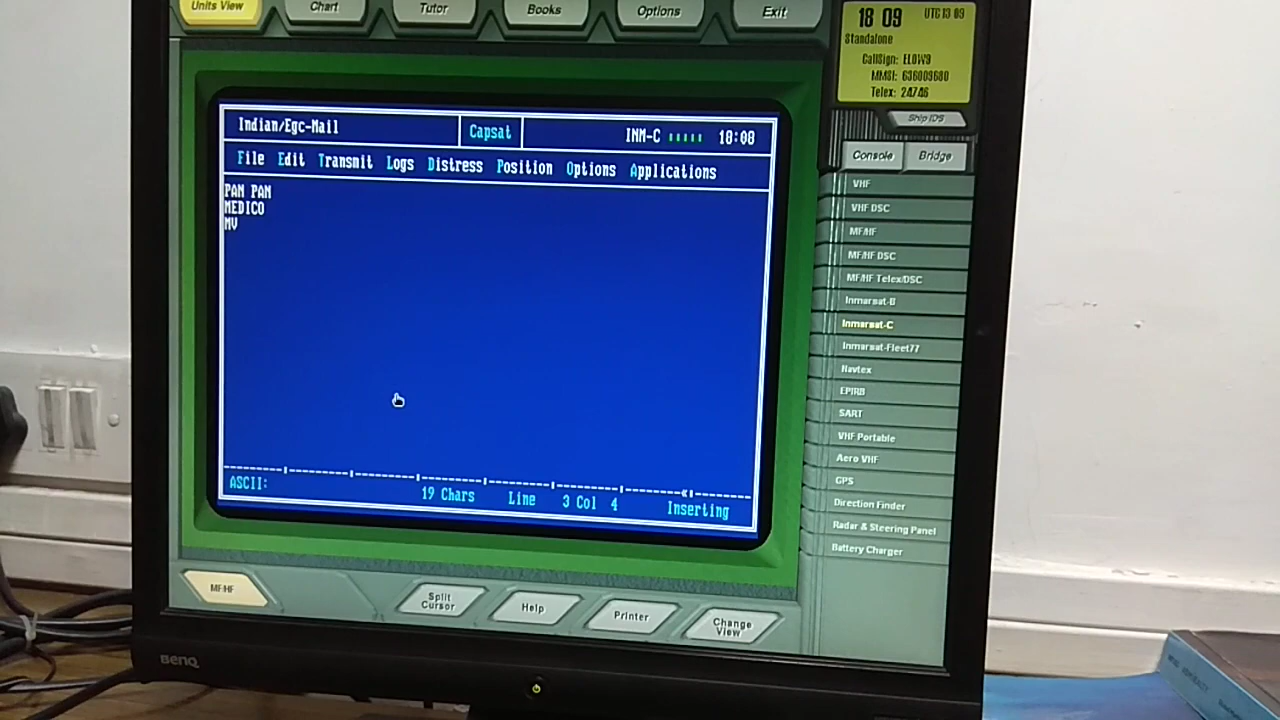 Units View
Chart
Tutor
Books
Options
Exit
18 09 UTC 13 09
Standalone
CallSign: ELOW9
MMSI: 636009600
Telex: 24746
Ship IDS
Console Bridge
Indian/Egc-Mail Capsat INM-C 18:08
File Edit Transmit Logs Distress Position Options Applications
PAN PAN
MEDICO
MV
ASCII: 19 Chars Line 3 Col 4 Inserting
VHF
VHF DSC
MF/HF
MF/HF DSC
MF/HF Telex/DSC
Inmarsat-B
Inmarsat-C
Inmarsat-Fleet77
Navtex
EPIRB
SART
VHF Portable
Aero VHF
GPS
Direction Finder
Radar & Steering Panel
Battery Charger
MF/HF
Split
Cursor
Help
Printer
Change
View
BenQ